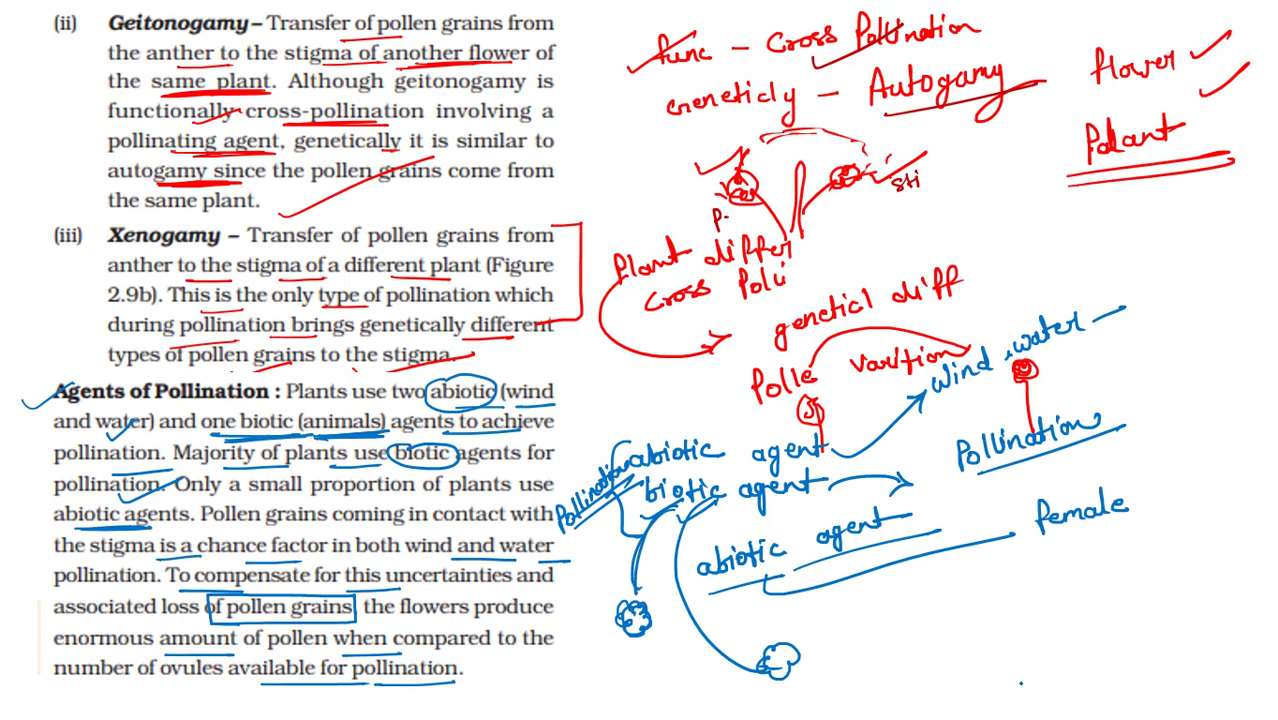 (ii) Geitonogamy – Transfer of pollen grains from
the anther to the stigma of another flower of
the same plant. Although geitonogamy is
functionally cross-pollination involving a
pollinating agent, genetically it is similar to
autogamy since the pollen grains come from
the same plant.
(iii) Xenogamy – Transfer of pollen grains from
anther to the stigma of a different plant (Figure
2.9b). This is the only type of pollination which
during pollination brings genetically different
types of pollen grains to the stigma.
Agents of Pollination : Plants use two abiotic (wind
and water) and one biotic (animals) agents to achieve
pollination. Majority of plants use biotic agents for
pollination. Only a small proportion of plants use
abiotic agents. Pollen grains coming in contact with
the stigma is a chance factor in both wind and water
pollination. To compensate for this uncertainties and
associated loss of pollen grains, the flowers produce
enormous amount of pollen when compared to the
number of ovules available for pollination.
func – Cross Pollination
Geneticly – Autogamy
flower
Polant
P.
sti
Plant differ
Cross Poli
genetical diff
Polle
Varition
Wind, water
abiotic agent
Pollination
biotic agent
Pollination
abiotic agent
female